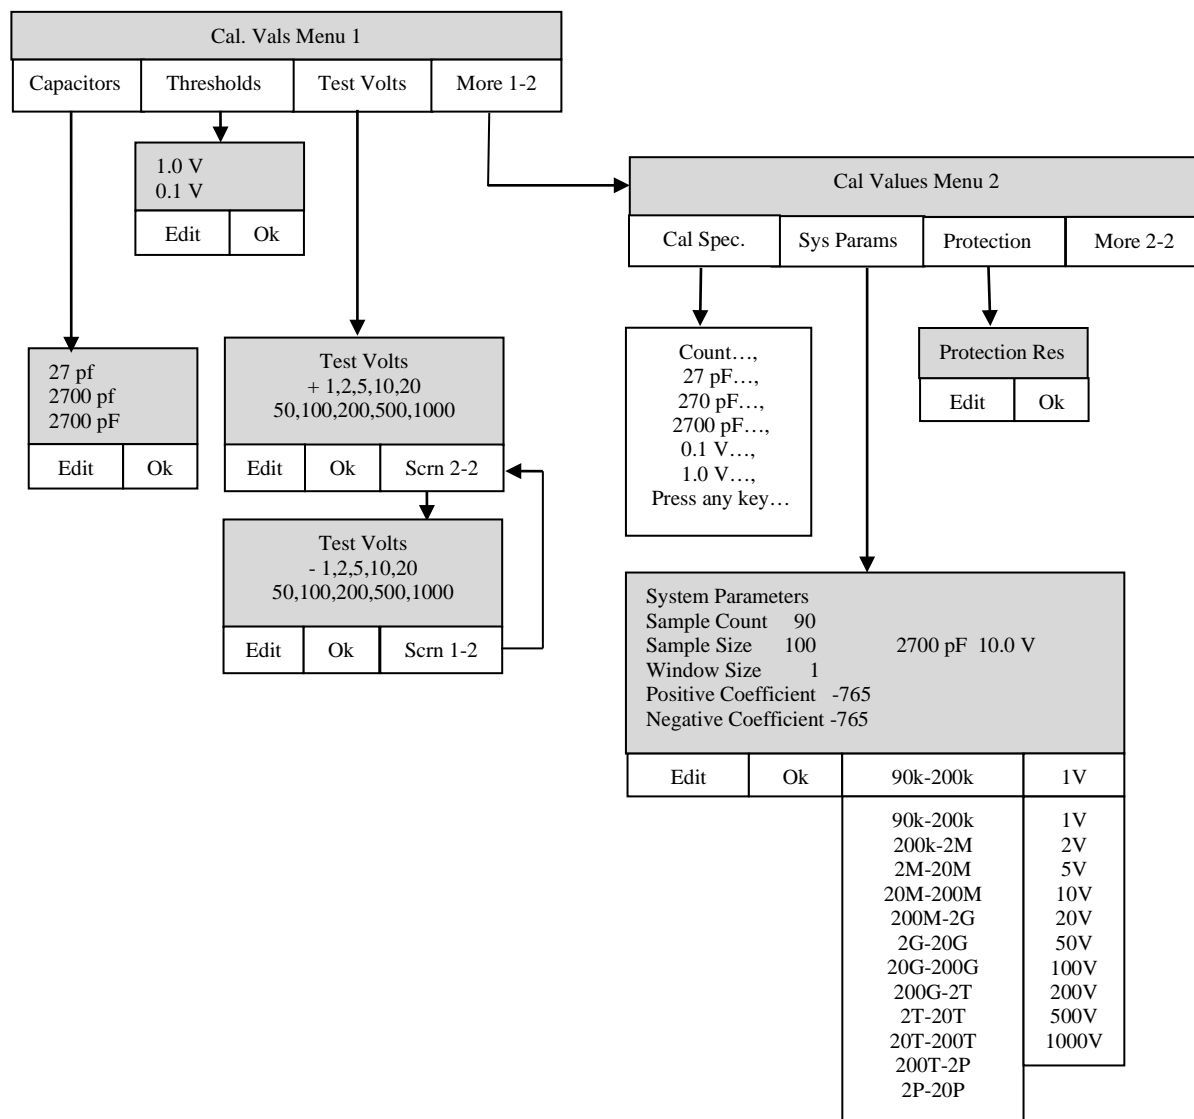 Cal. Vals Menu 1
Capacitors Thresholds Test Volts More 1-2
1.0 V
0.1 V
Edit Ok
27 pf
2700 pf
2700 pF
Edit Ok
Test Volts
+ 1,2,5,10,20
50,100,200,500,1000
Edit Ok Scrn 2-2
Test Volts
- 1,2,5,10,20
50,100,200,500,1000
Edit Ok Scrn 1-2
Cal Values Menu 2
Cal Spec. Sys Params Protection More 2-2
Count…,
27 pF…,
270 pF…,
2700 pF…,
0.1 V…,
1.0 V…,
Press any key…
Protection Res
Edit Ok
System Parameters
Sample Count 90
Sample Size 100 2700 pF 10.0 V
Window Size 1
Positive Coefficient -765
Negative Coefficient -765
Edit Ok 90k-200k 1V
90k-200k 1V
200k-2M 2V
2M-20M 5V
20M-200M 10V
200M-2G 20V
2G-20G 50V
20G-200G 100V
200G-2T 200V
2T-20T 500V
20T-200T 1000V
200T-2P
2P-20P